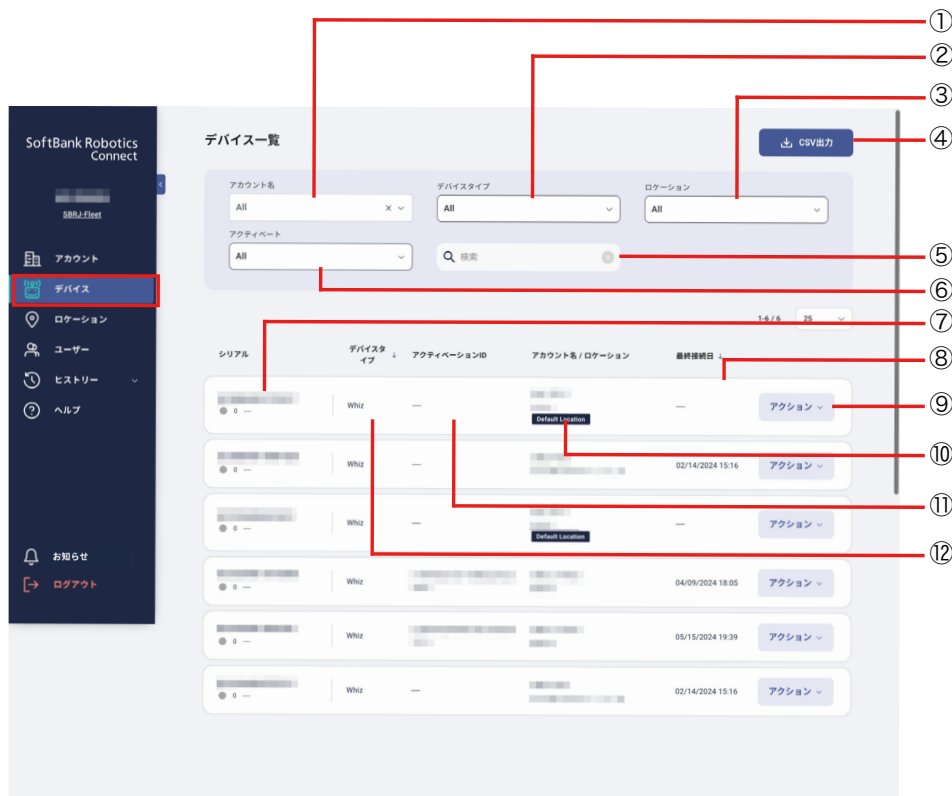 ①
②
③
④
SoftBank Robotics
Connect
SBRJ-Fleet
アカウント
デバイス
ロケーション
ユーザー
ヒストリー
ヘルプ
お知らせ
ログアウト
デバイス一覧
CSV出力
アカウント名
デバイスタイプ
ロケーション
All
All
All
アクティベート
All
検索
⑤
⑥
⑦
1-6 / 6 25
シリアル
デバイスタ
イプ
アクティベーションID
アカウント名 / ロケーション
最終接続日
⑧
0 ---
Whiz
---
Default Location
---
アクション
⑨
⑩
0 ---
Whiz
---
02/14/2024 15:16
アクション
⑪
0 ---
Whiz
---
Default Location
---
アクション
⑫
0 ---
Whiz
04/09/2024 18:05
アクション
0 ---
Whiz
05/15/2024 19:39
アクション
0 ---
Whiz
---
02/14/2024 15:16
アクション